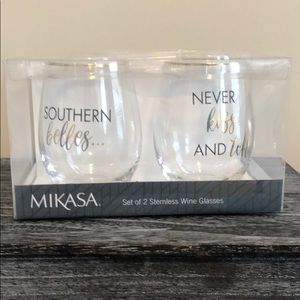 SOUTHERN
belles...
NEVER
kiss
AND tell
MIKASA
Set of 2 Stemless Wine Glasses